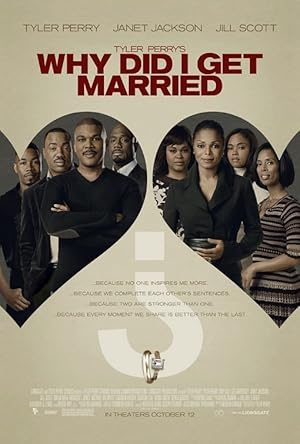 TYLER PERRY JANET JACKSON JILL SCOTT
TYLER PERRY'S
WHY DID I GET
MARRIED
...BECAUSE NO ONE INSPIRES ME MORE.
...BECAUSE WE COMPLETE EACH OTHER'S SENTENCES.
...BECAUSE TWO ARE STRONGER THAN ONE.
...BECAUSE EVERY MOMENT WE SHARE IS BETTER THAN THE LAST.
IN THEATERS OCTOBER 12
LIONSGATE